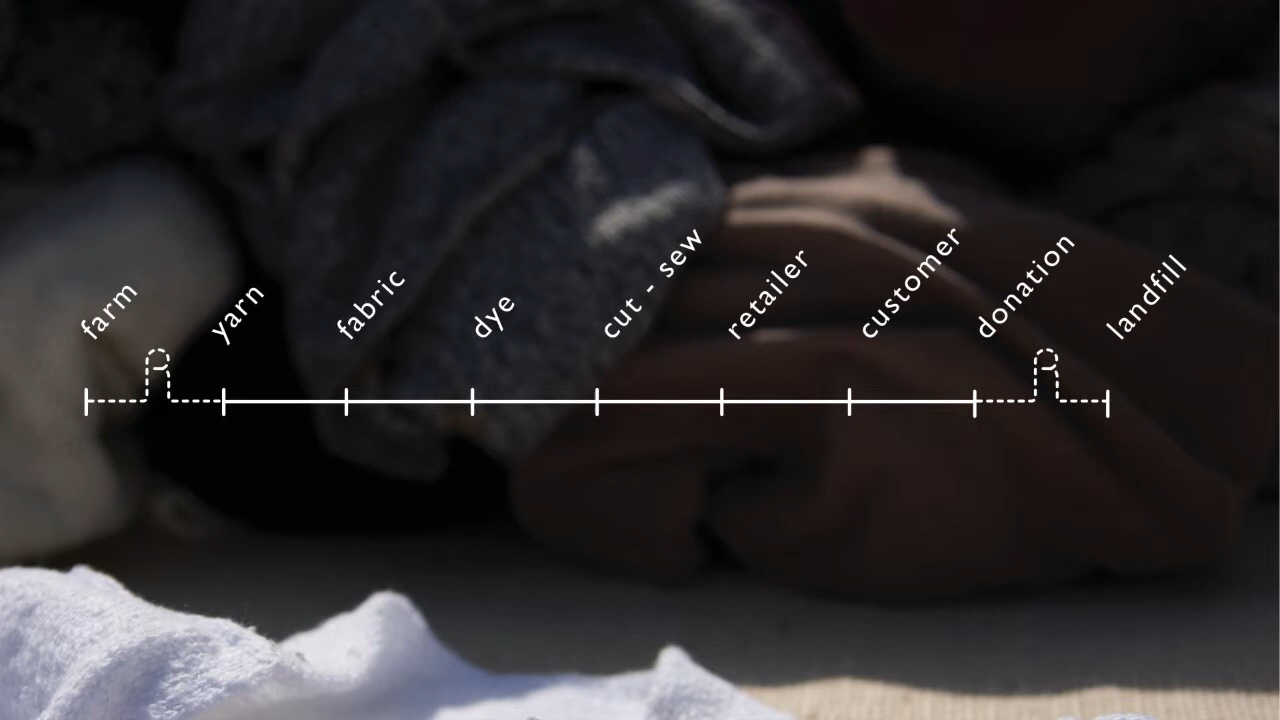 farm
yarn
fabric
dye
cut - sew
retailer
customer
donation
landfill